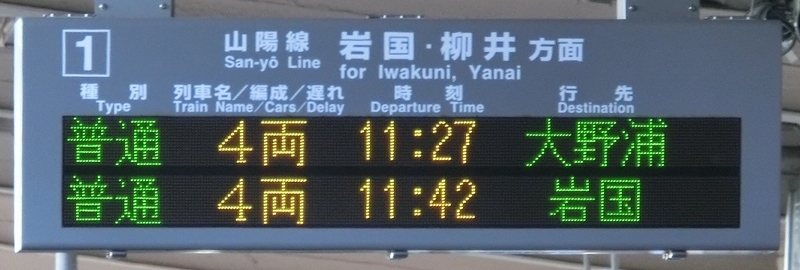 1 山陽線 岩国・柳井 方面
San-yō Line for Iwakuni, Yanai
種別 列車名／編成／遅れ 時刻 行先
Type Train Name/Cars/Delay Departure Time Destination
普通 4両 11:27 大野浦
普通 4両 11:42 岩国